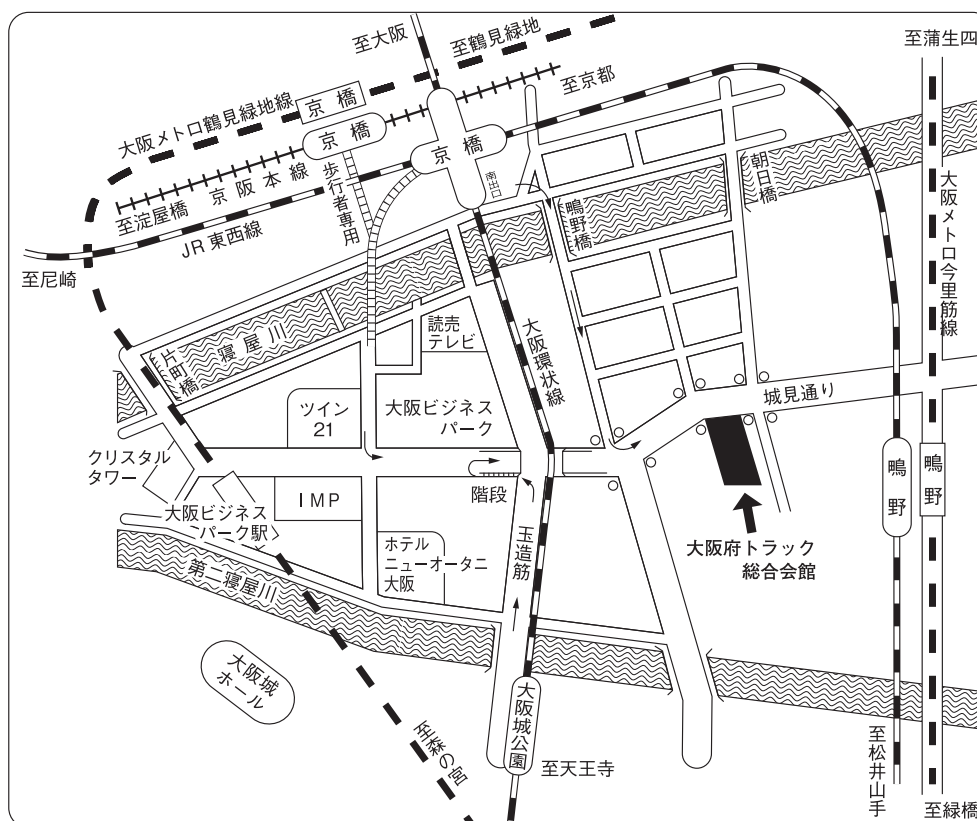 至大阪
至鶴見緑地
至蒲生四
大阪メトロ鶴見緑地線
京橋
至京都
京橋
京阪本線
京橋
至淀屋橋
歩行者専用
南出口
JR東西線
鴫野橋
朝日橋
大阪メトロ今里筋線
至尼崎
片町橋
寝屋川
読売
テレビ
大阪環状線
城見通り
ツイン
21
大阪ビジネス
パーク
クリスタル
タワー
階段
鴫野
鴫野
IMP
大阪ビジネス
パーク駅
玉造筋
大阪府トラック
総合会館
ホテル
ニューオータニ
大阪
第二寝屋川
大阪城
ホール
至森の宮
大阪城公園
至天王寺
至松井山手
至緑橋